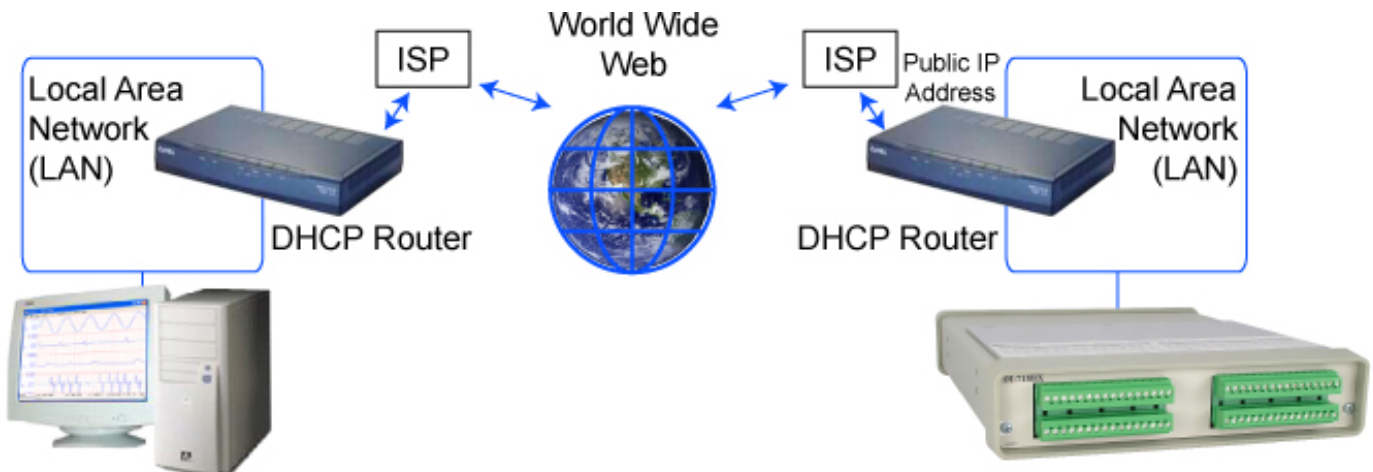 World Wide
Web
ISP
ISP
Public IP
Address
Local Area
Network
(LAN)
Local Area
Network
(LAN)
DHCP Router
DHCP Router